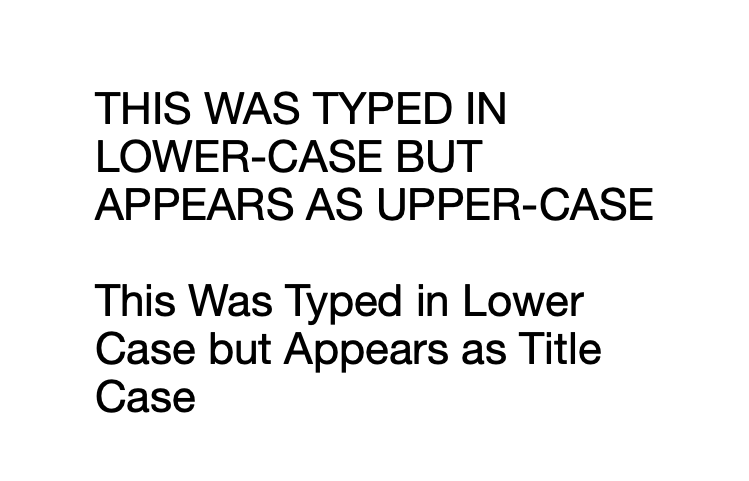 THIS WAS TYPED IN
LOWER-CASE BUT
APPEARS AS UPPER-CASE
This Was Typed in Lower
Case but Appears as Title
Case